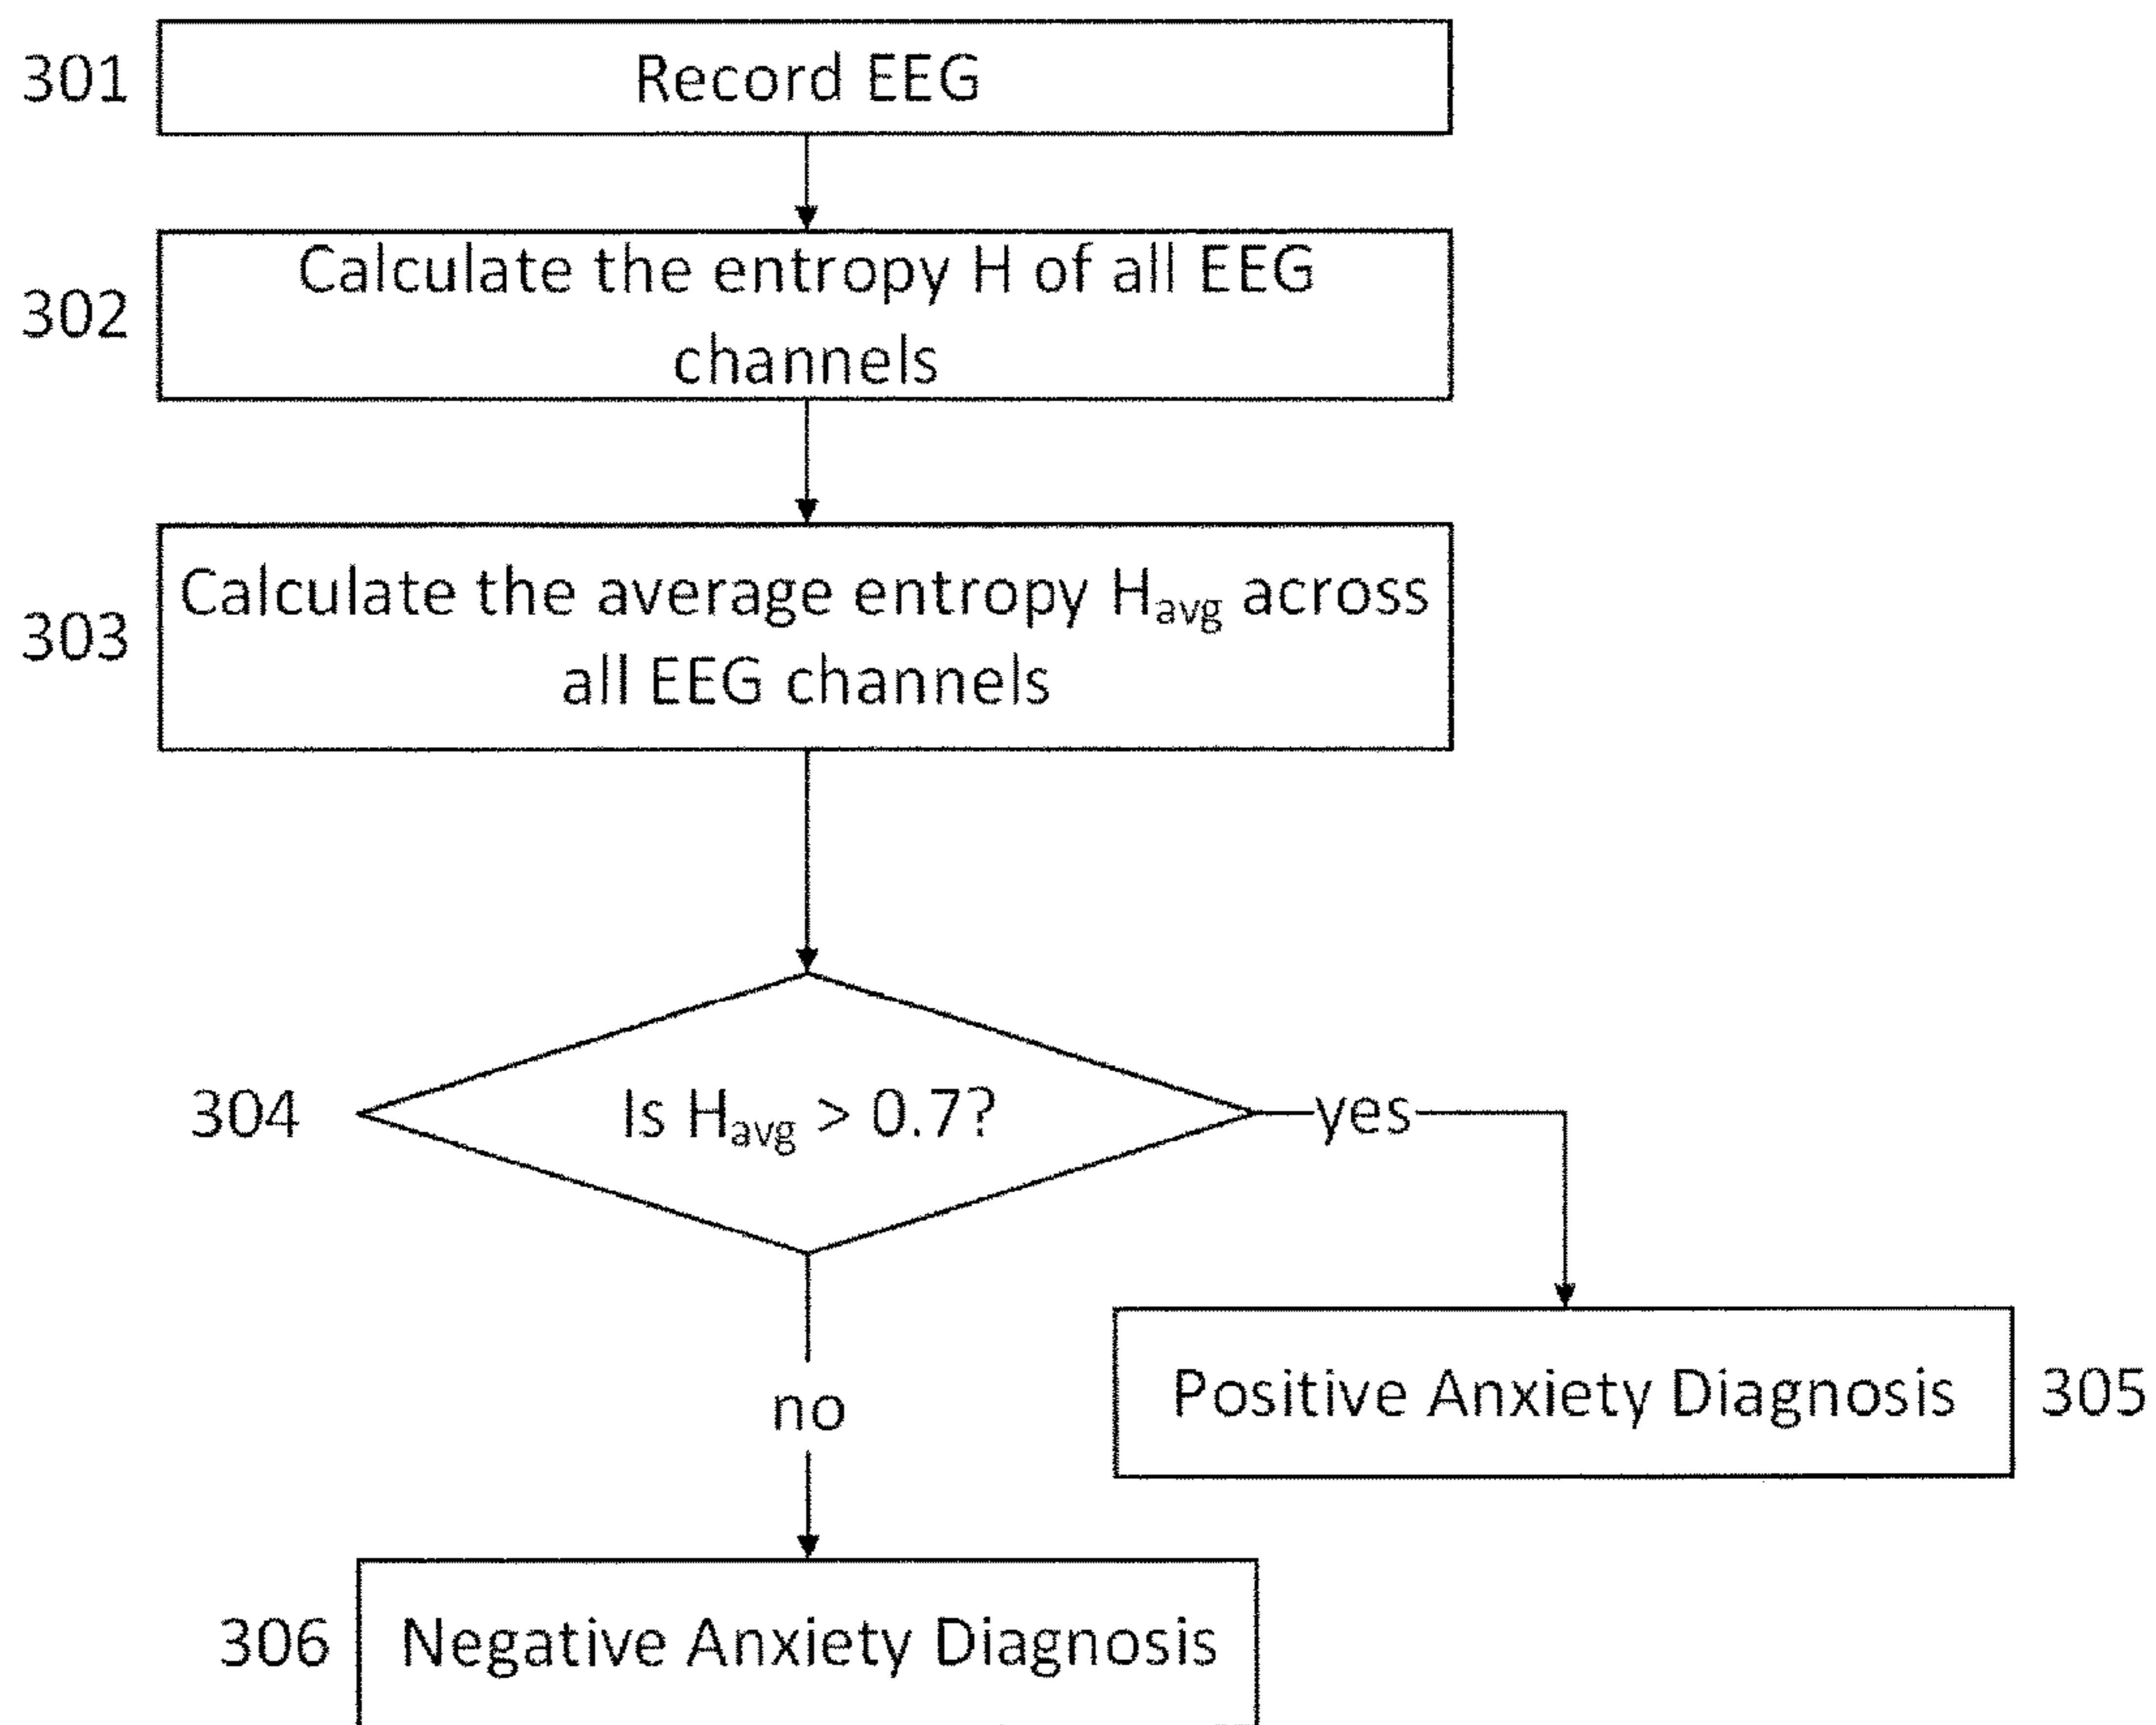 301
Record EEG
302
Calculate the entropy H of all EEG
channels
303
Calculate the average entropy Havg across
all EEG channels
304
Is Havg > 0.7?
yes
no
Positive Anxiety Diagnosis
305
306
Negative Anxiety Diagnosis